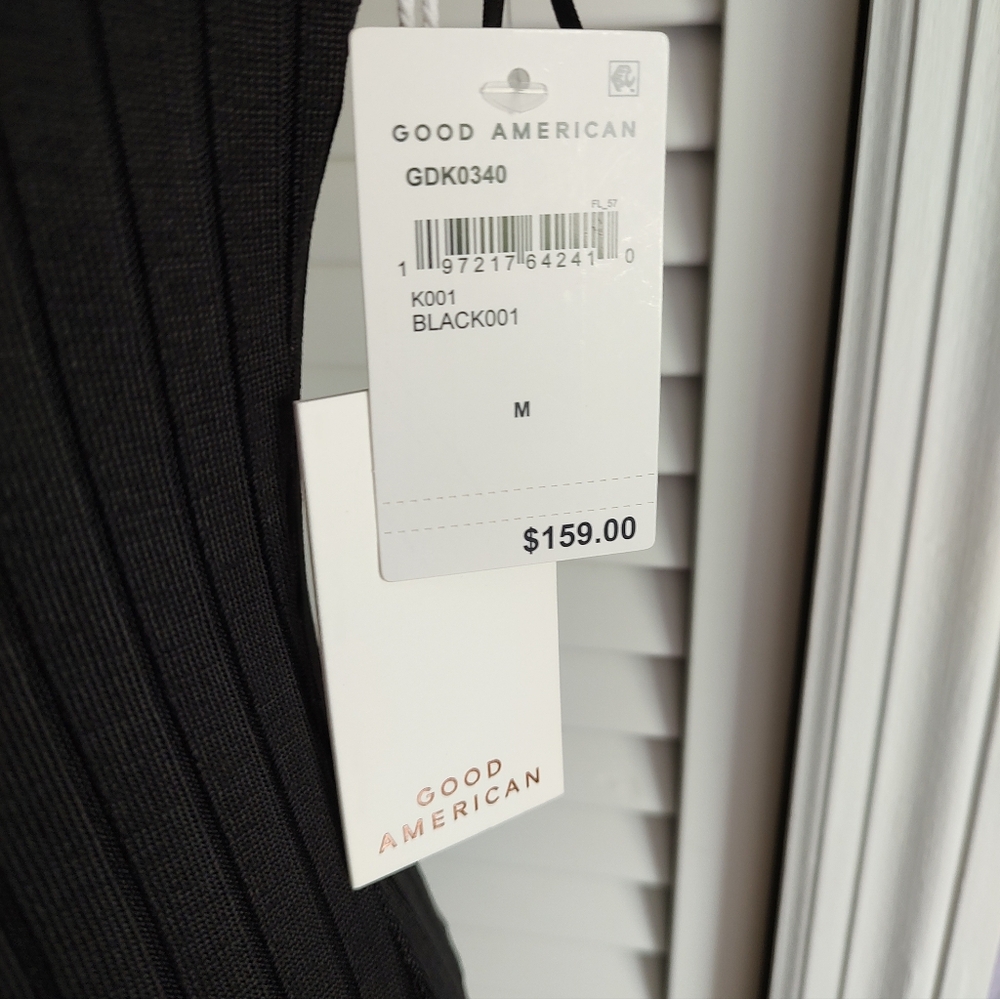 GOOD AMERICAN
GDK0340
FL_57
1 97217 64241 0
K001
BLACK001
M
$159.00
GOOD
AMERICAN